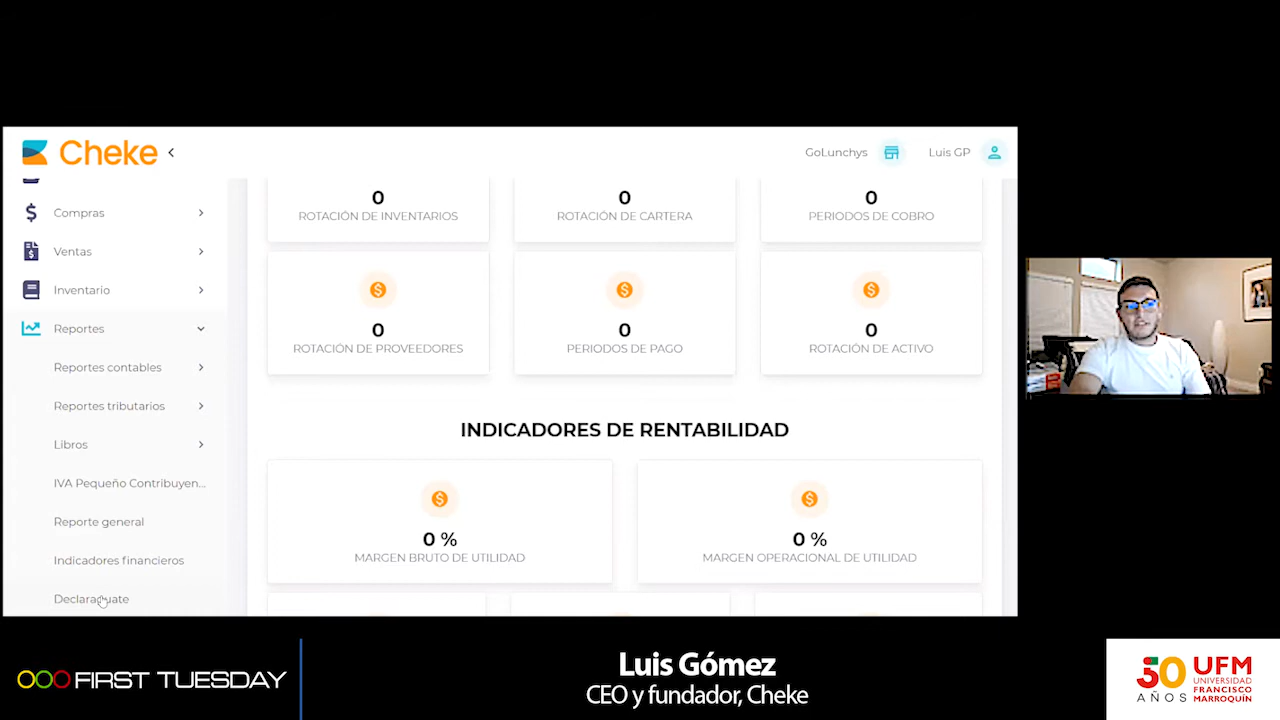 Cheke
GoLunchys
Luis GP
Compras
Ventas
Inventario
Reportes
Reportes contables
Reportes tributarios
Libros
IVA Pequeño Contribuyen...
Reporte general
Indicadores financieros
Declaraguate
0
ROTACIÓN DE INVENTARIOS
0
ROTACIÓN DE CARTERA
0
PERIODOS DE COBRO
0
ROTACIÓN DE PROVEEDORES
0
PERIODOS DE PAGO
0
ROTACIÓN DE ACTIVO
INDICADORES DE RENTABILIDAD
0 %
MARGEN BRUTO DE UTILIDAD
0 %
MARGEN OPERACIONAL DE UTILIDAD
FIRST TUESDAY
Luis Gómez
CEO y fundador, Cheke
50
AÑOS
UFM
UNIVERSIDAD
FRANCISCO
MARROQUÍN